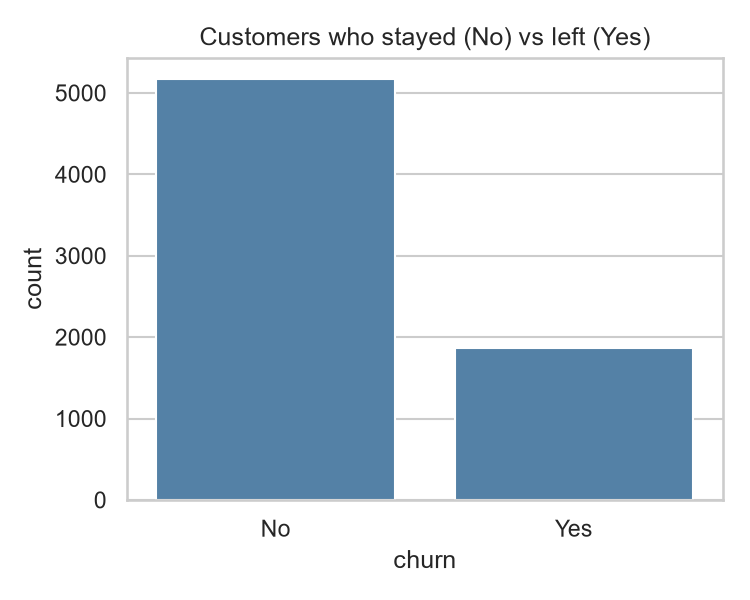 Customers who stayed (No) vs left (Yes)
5000
4000
3000
2000
1000
0
count
No Yes
churn